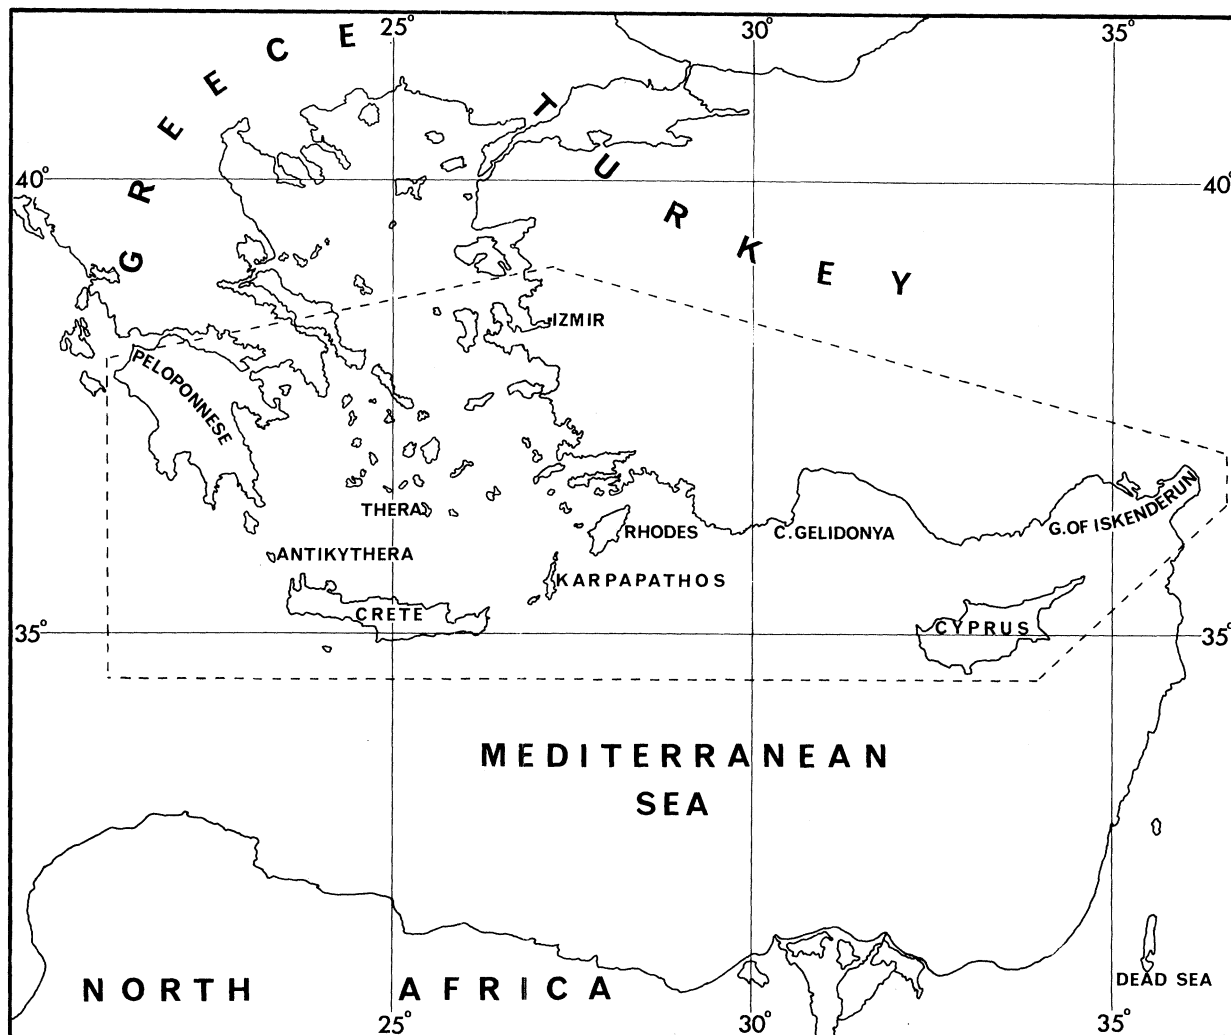 25°
30°
35°
GREECE
TURKEY
40°
40°
IZMIR
PELOPONNESE
THERA
RHODES
C. GELIDONYA
G. OF ISKENDERUN
ANTIKYTHERA
KARPAPATHOS
CRETE
CYPRUS
35°
35°
MEDITERRANEAN
SEA
DEAD SEA
NORTH AFRICA
25°
30°
35°